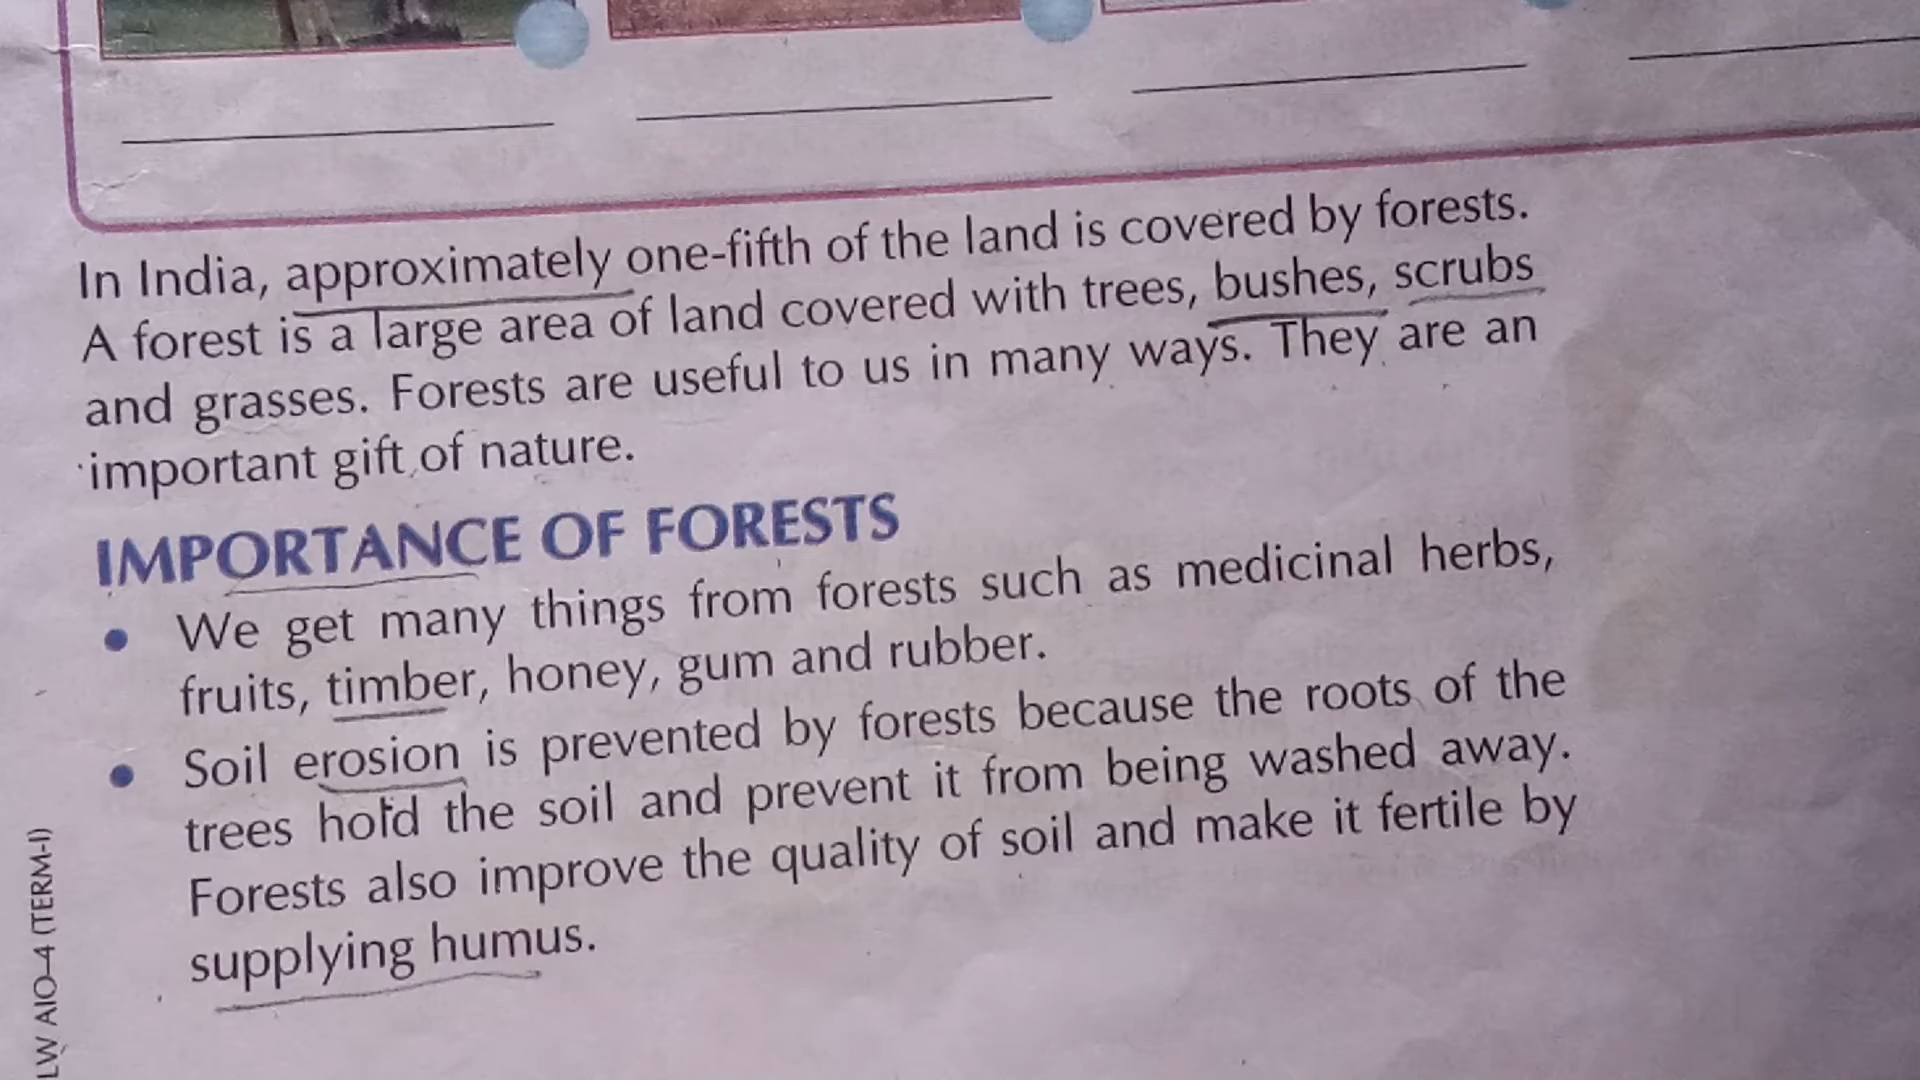 In India, approximately one-fifth of the land is covered by forests.
A forest is a large area of land covered with trees, bushes, scrubs
and grasses. Forests are useful to us in many ways. They are an
important gift of nature.
IMPORTANCE OF FORESTS
• We get many things from forests such as medicinal herbs,
fruits, timber, honey, gum and rubber.
• Soil erosion is prevented by forests because the roots of the
trees hold the soil and prevent it from being washed away.
Forests also improve the quality of soil and make it fertile by
supplying humus.
LW AIO–4 (TERM-I)